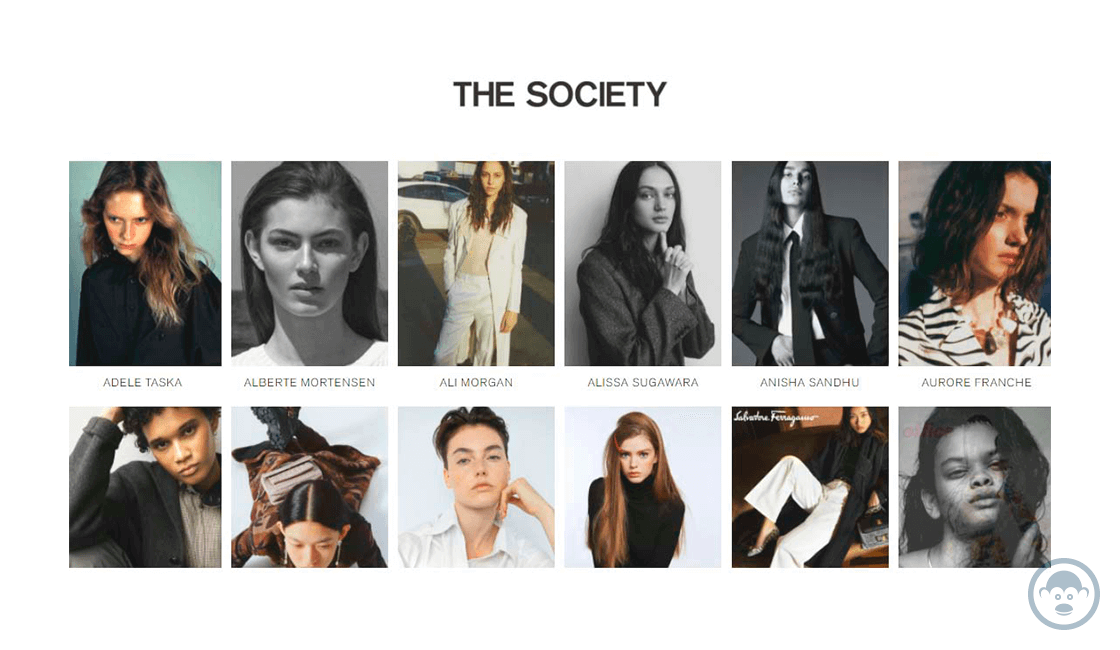 THE SOCIETY
ADELE TASKA
ALBERTE MORTENSEN
ALI MORGAN
ALISSA SUGAWARA
ANISHA SANDHU
AURORE FRANCHE
Salvatore Ferragamo